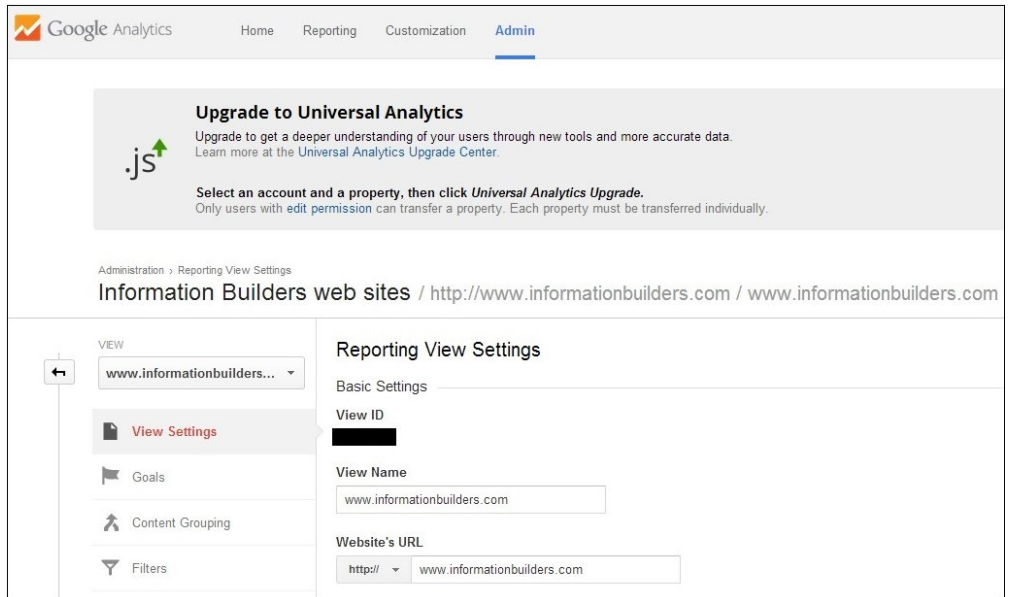 Google Analytics Home Reporting Customization Admin
Upgrade to Universal Analytics
Upgrade to get a deeper understanding of your users through new tools and more accurate data.
.js
Learn more at the Universal Analytics Upgrade Center.
Select an account and a property, then click Universal Analytics Upgrade.
Only users with edit permission can transfer a property. Each property must be transferred individually.
Administration › Reporting View Settings
Information Builders web sites / http://www.informationbuilders.com / www.informationbuilders.com
VIEW
www.informationbuilders...
View Settings
Goals
Content Grouping
Filters
Reporting View Settings
Basic Settings
View ID
View Name
www.informationbuilders.com
Website's URL
http:// www.informationbuilders.com